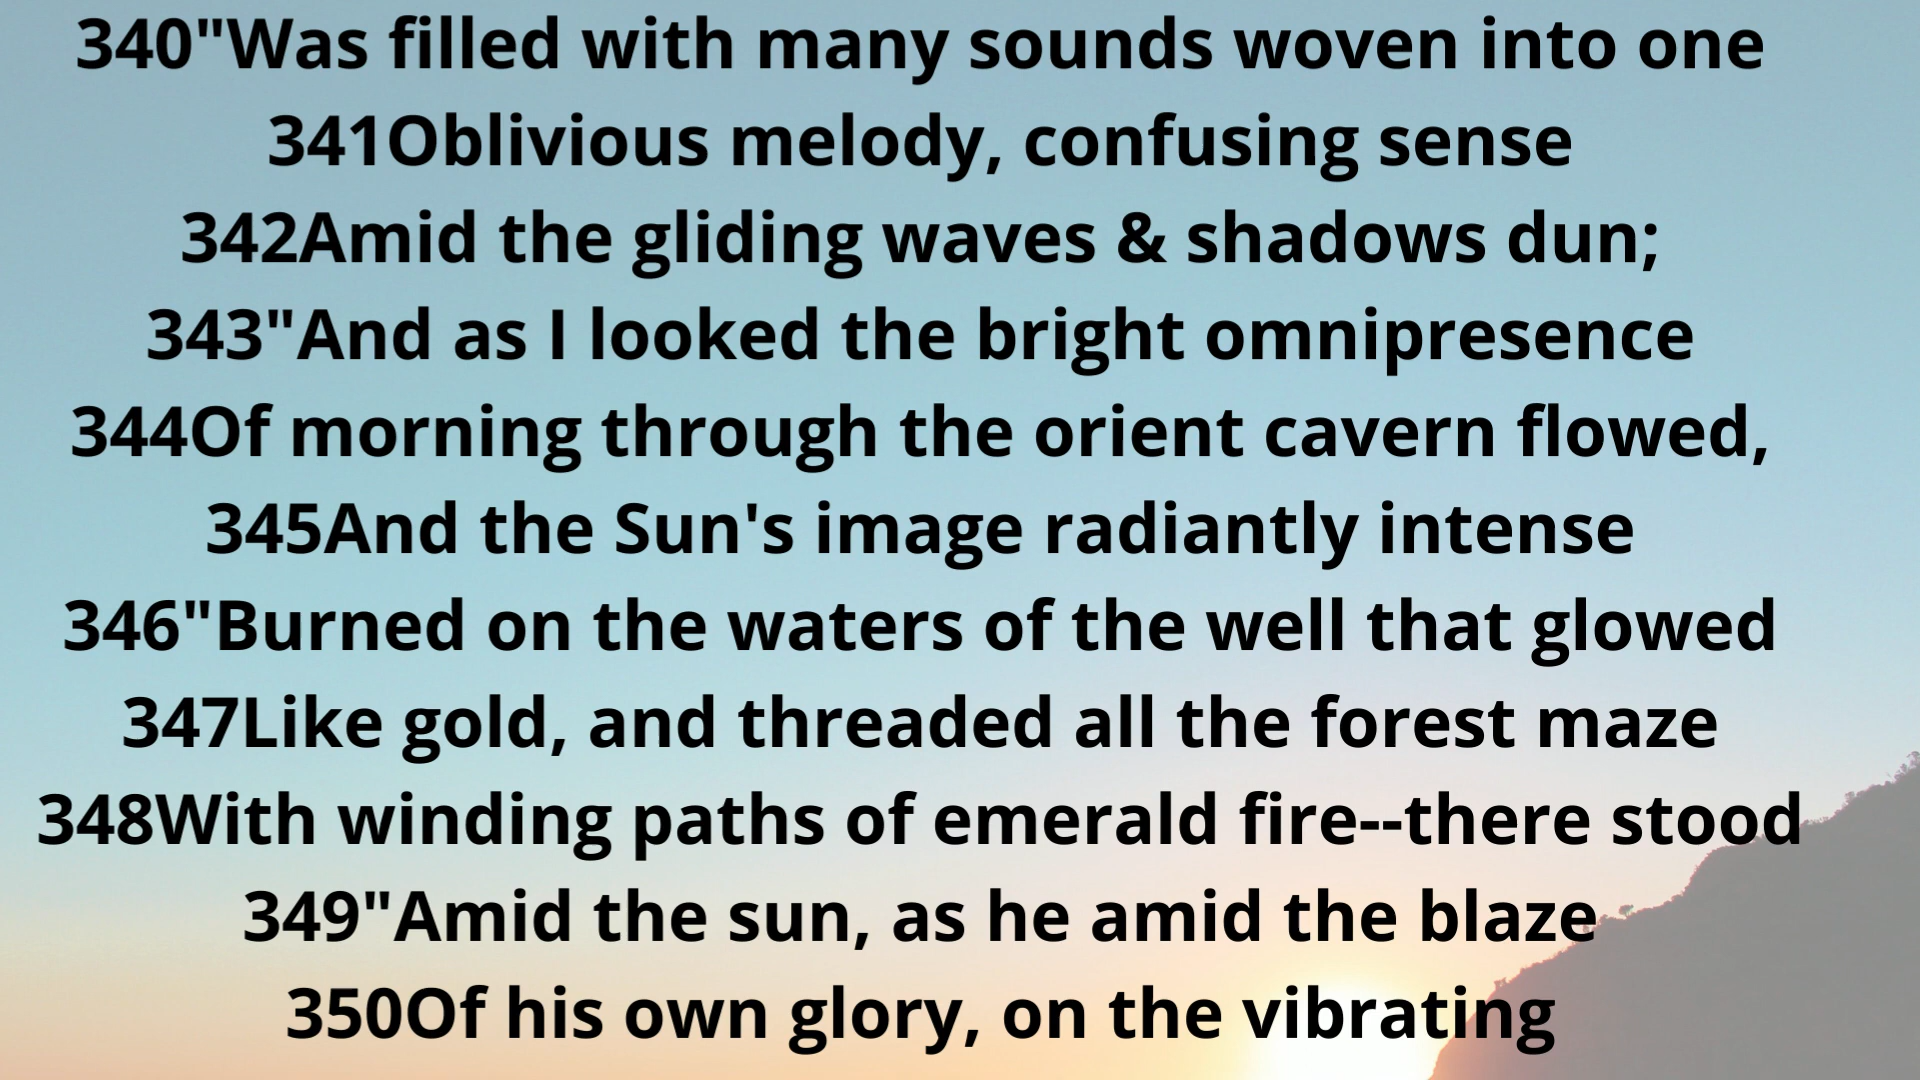 340"Was filled with many sounds woven into one
341Oblivious melody, confusing sense
342Amid the gliding waves & shadows dun;
343"And as I looked the bright omnipresence
344Of morning through the orient cavern flowed,
345And the Sun's image radiantly intense
346"Burned on the waters of the well that glowed
347Like gold, and threaded all the forest maze
348With winding paths of emerald fire--there stood
349"Amid the sun, as he amid the blaze
350Of his own glory, on the vibrating